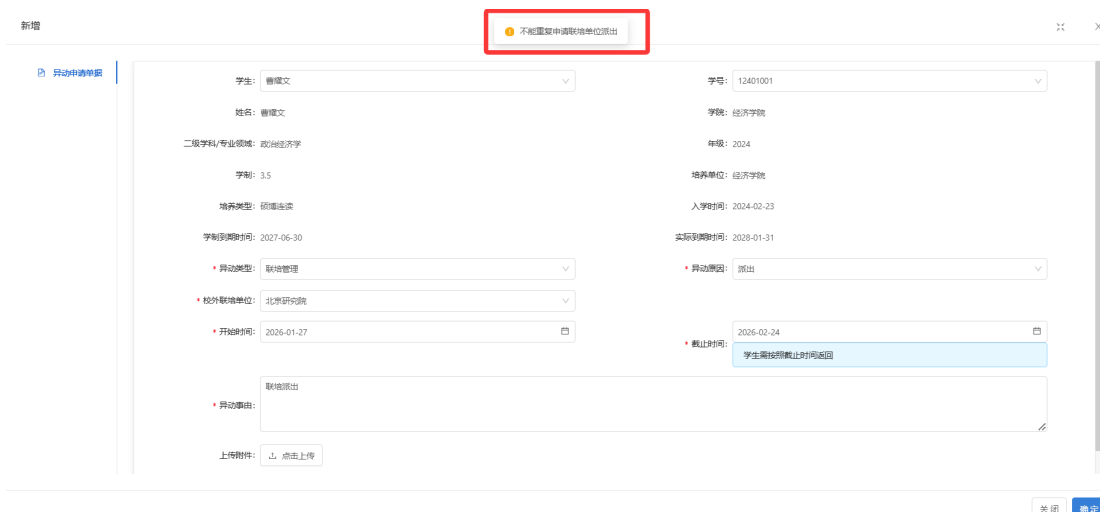 新增
不能重复申请联培单位派出
异动申请单据
学生: 曹耀文
学号: 12401001
姓名: 曹耀文
学院: 经济学院
二级学科/专业领域: 政治经济学
年级: 2024
学制: 3.5
培养单位: 经济学院
培养类型: 硕博连读
入学时间: 2024-02-23
学制到期时间: 2027-06-30
实际到期时间: 2028-01-31
* 异动类型: 联培管理
* 异动原因: 派出
* 校外联培单位: 北京研究院
* 开始时间: 2026-01-27
* 截止时间: 2026-02-24
学生需按照截止时间返回
* 异动事由: 联培派出
上传附件: 点击上传
关闭 确定